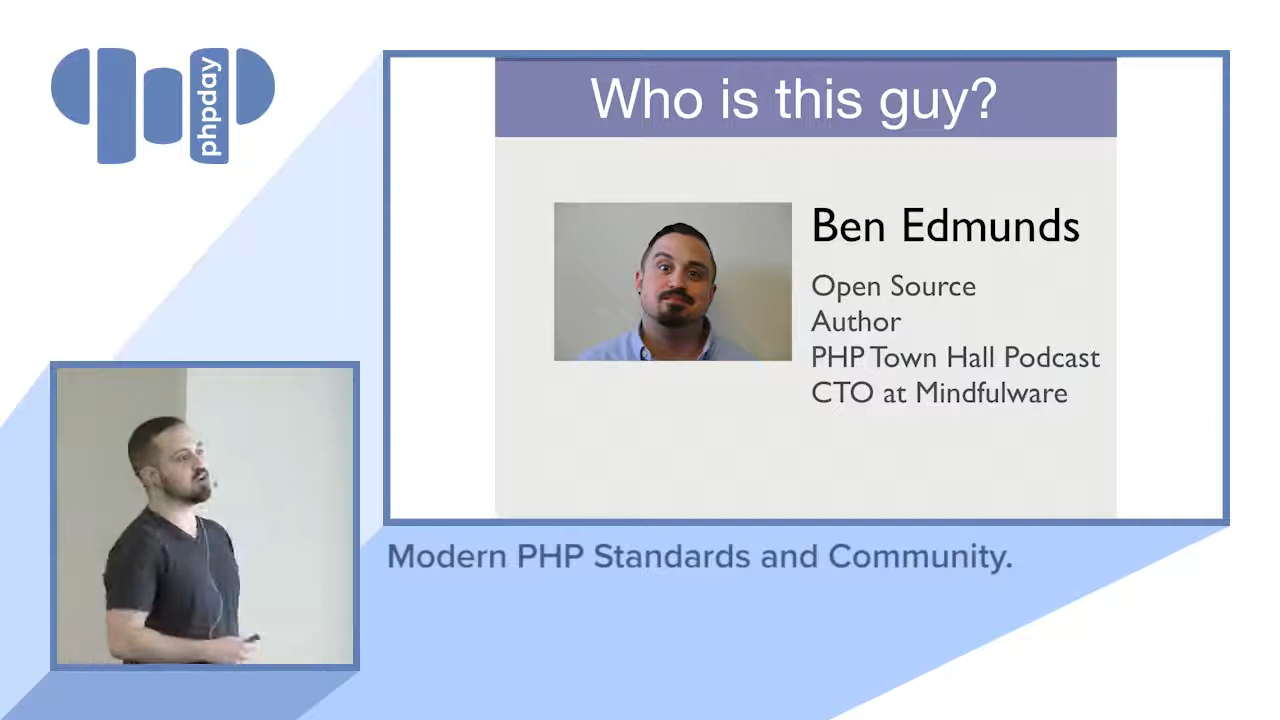 phpday
Who is this guy?
Ben Edmunds
Open Source
Author
PHP Town Hall Podcast
CTO at Mindfulware
Modern PHP Standards and Community.